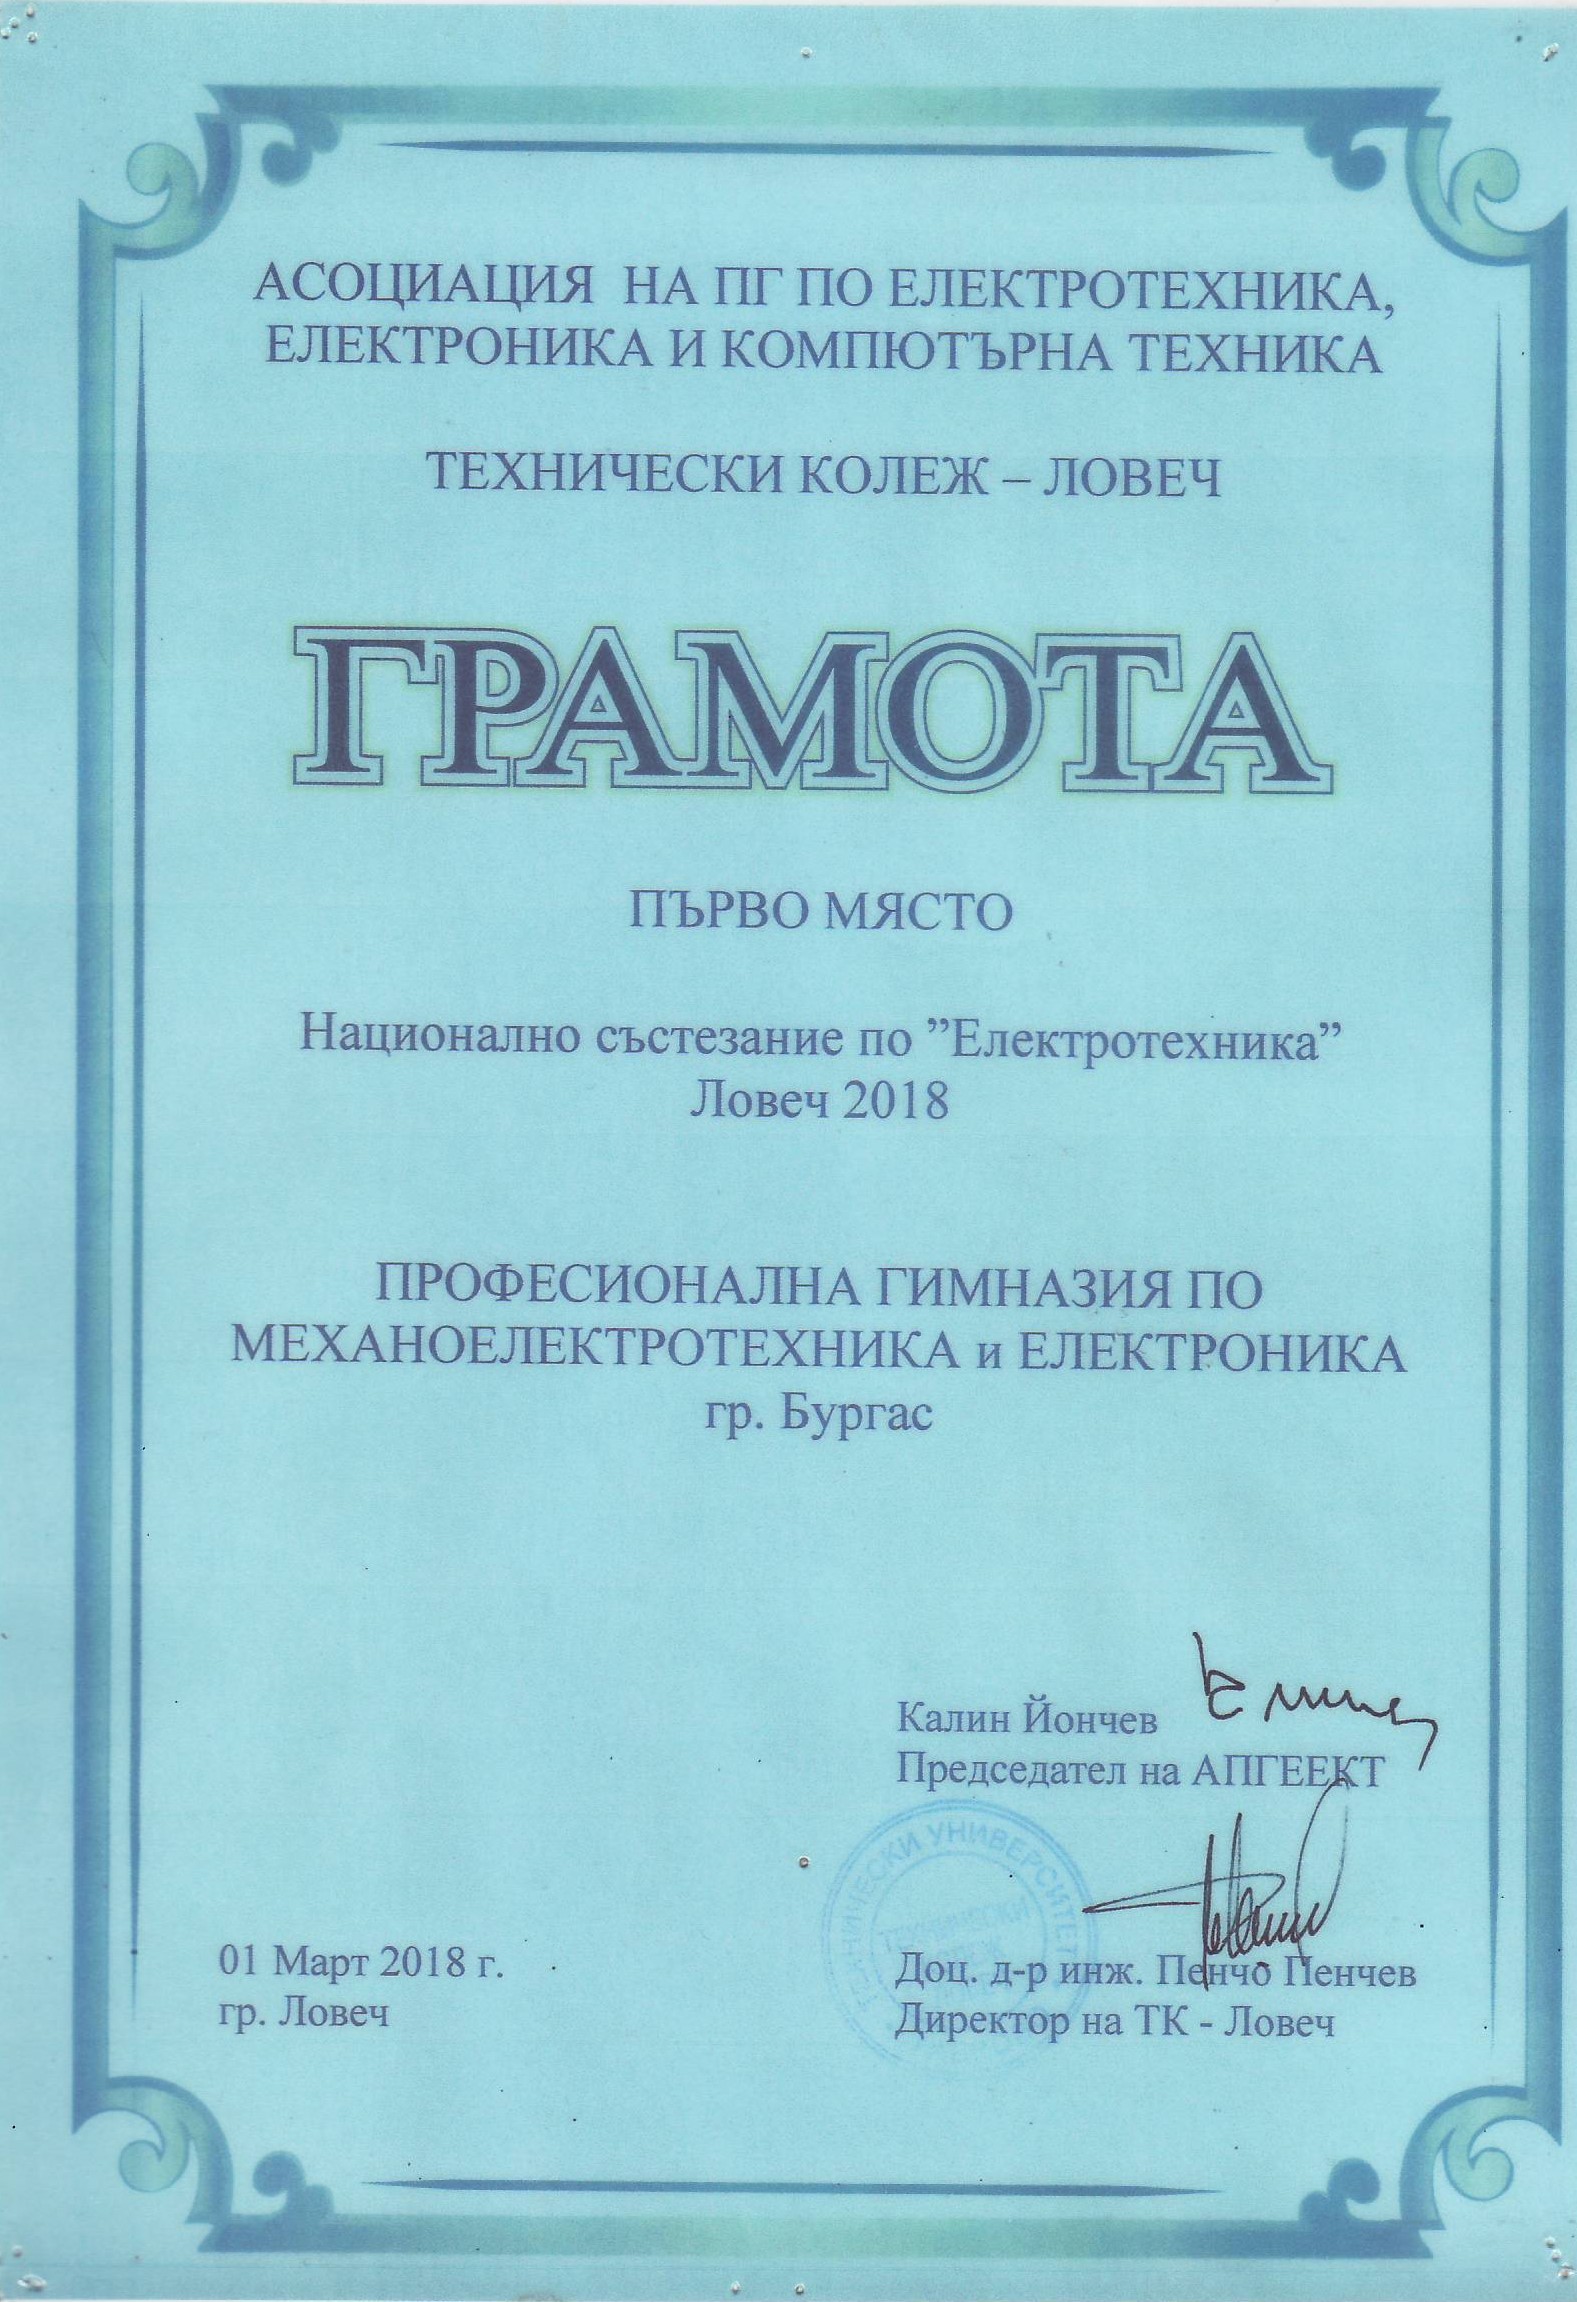 АСОЦИАЦИЯ НА ПГ ПО ЕЛЕКТРОТЕХНИКА,
ЕЛЕКТРОНИКА И КОМПЮТЪРНА ТЕХНИКА
ТЕХНИЧЕСКИ КОЛЕЖ – ЛОВЕЧ
ГРАМОТА
ПЪРВО МЯСТО
Национално състезание по ”Електротехника”
Ловеч 2018
ПРОФЕСИОНАЛНА ГИМНАЗИЯ ПО
МЕХАНОЕЛЕКТРОТЕХНИКА и ЕЛЕКТРОНИКА
гр. Бургас
Калин Йончев
Председател на АПГЕЕКТ
ТЕХНИЧЕСКИ УНИВЕРСИТЕТ
ТЕХНИЧЕСКИ
01 Март 2018 г.
гр. Ловеч
Доц. д-р инж. Пенчо Пенчев
Директор на ТК - Ловеч